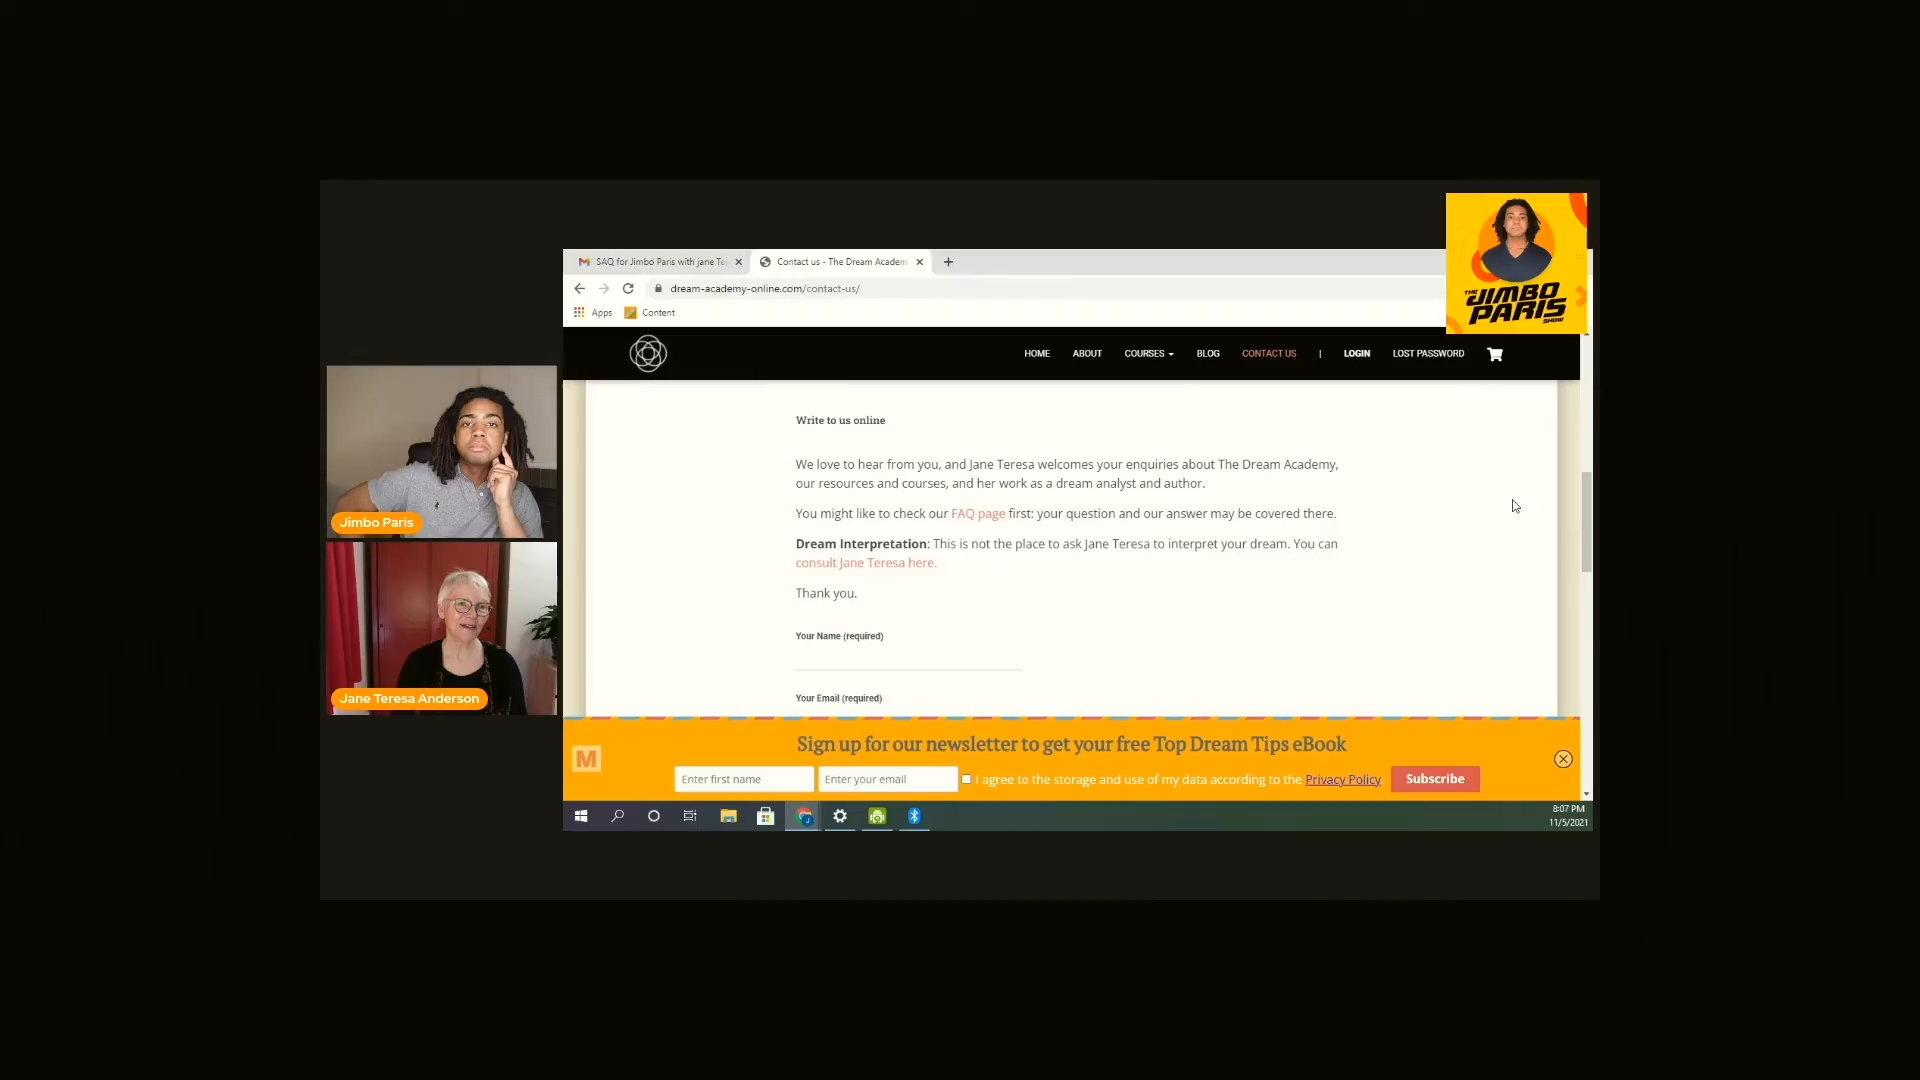 SAQ for Jimbo Paris with jane Te
Contact us - The Dream Academ
dream-academy-online.com/contact-us/
Apps
Content
THE
JIMBO
PARIS
SHOW
HOME
ABOUT
COURSES
BLOG
CONTACT US
|
LOGIN
LOST PASSWORD
Write to us online
We love to hear from you, and Jane Teresa welcomes your enquiries about The Dream Academy,
our resources and courses, and her work as a dream analyst and author.
You might like to check our FAQ page first: your question and our answer may be covered there.
Dream Interpretation: This is not the place to ask Jane Teresa to interpret your dream. You can
consult Jane Teresa here.
Thank you.
Your Name (required)
Your Email (required)
Jimbo Paris
Jane Teresa Anderson
M
Sign up for our newsletter to get your free Top Dream Tips eBook
Enter first name
Enter your email
I agree to the storage and use of my data according to the Privacy Policy
Subscribe
8:07 PM
11/5/2021